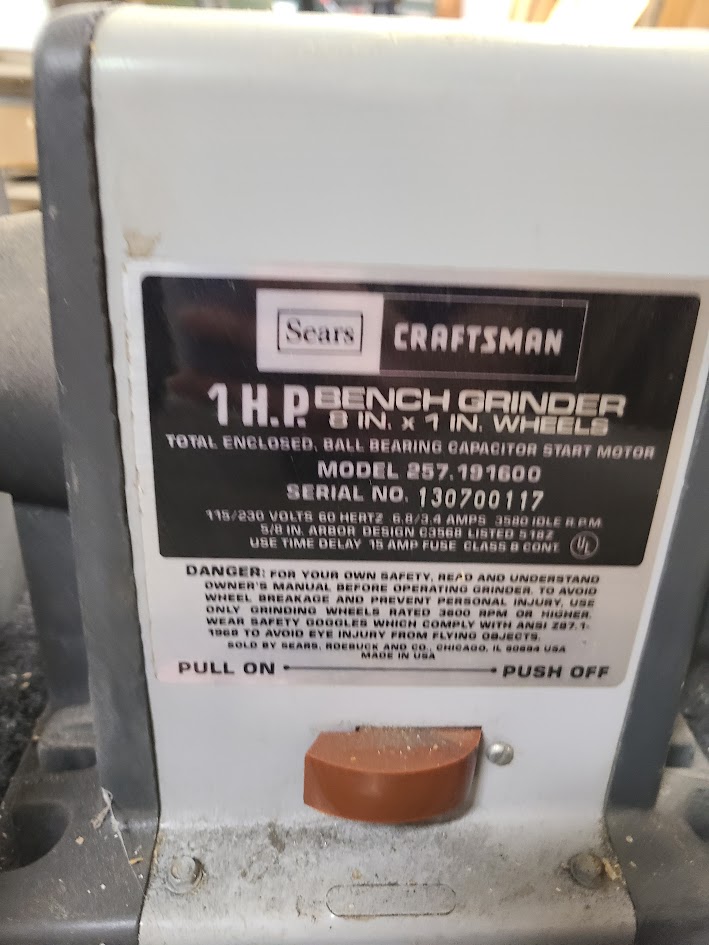 Sears CRAFTSMAN
1 H.P. BENCH GRINDER
8 IN. x 1 IN. WHEELS
TOTAL ENCLOSED, BALL BEARING CAPACITOR START MOTOR
MODEL 257.191600
SERIAL NO. 130700117
115/230 VOLTS 60 HERTZ 6.8/3.4 AMPS 3580 IDLE R.P.M.
5/8 IN. ARBOR DESIGN C3568 LISTED 518Z
USE TIME DELAY 15 AMP FUSE CLASS B CONT. UL
DANGER: FOR YOUR OWN SAFETY, READ AND UNDERSTAND
OWNER'S MANUAL BEFORE OPERATING GRINDER. TO AVOID
WHEEL BREAKAGE AND PREVENT PERSONAL INJURY, USE
ONLY GRINDING WHEELS RATED 3600 RPM OR HIGHER.
WEAR SAFETY GOGGLES WHICH COMPLY WITH ANSI Z87.1-
1968 TO AVOID EYE INJURY FROM FLYING OBJECTS.
SOLD BY SEARS, ROEBUCK AND CO., CHICAGO, IL 60684 USA
MADE IN USA
PULL ON PUSH OFF